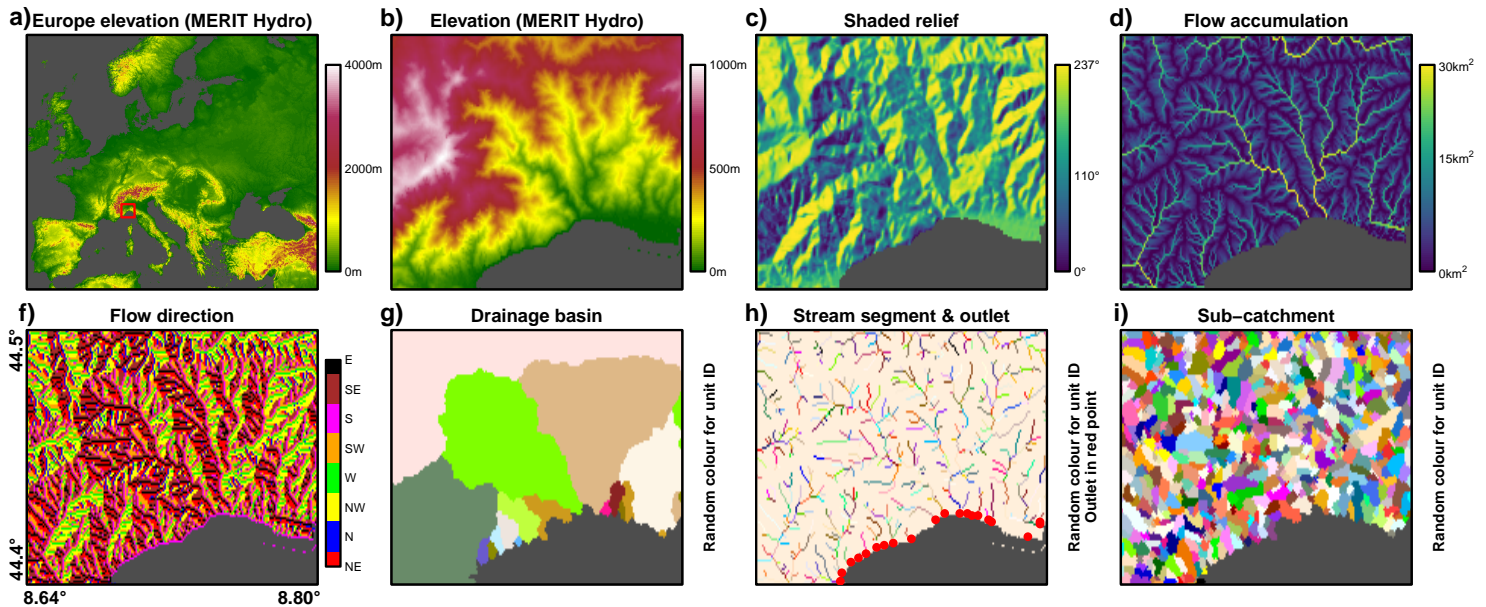 a) Europe elevation (MERIT Hydro)
4000m
2000m
0m
b) Elevation (MERIT Hydro)
1000m
500m
0m
c) Shaded relief
237°
110°
0°
d) Flow accumulation
30km²
15km²
0km²
f) Flow direction
44.5°
44.4°
8.64°
8.80°
E
SE
S
SW
W
NW
N
NE
g) Drainage basin
Random colour for unit ID
h) Stream segment & outlet
Random colour for unit ID
Outlet in red point
i) Sub−catchment
Random colour for unit ID